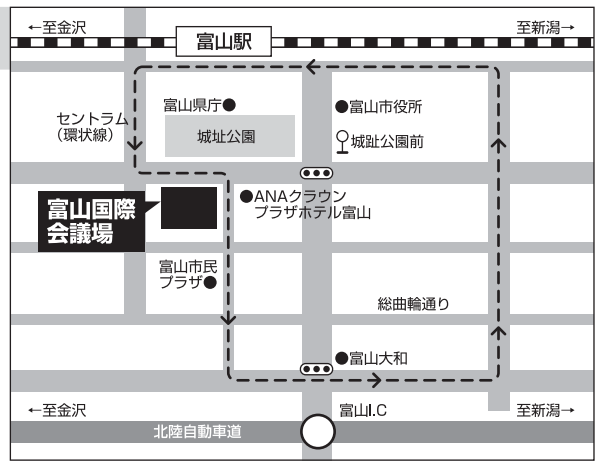 ←至金沢
富山駅
至新潟→
セントラム
（環状線）
富山県庁●
城址公園
●富山市役所
城趾公園前
富山国際
会議場
●ANAクラウン
プラザホテル富山
富山市民
プラザ●
総曲輪通り
●富山大和
←至金沢
富山I.C
至新潟→
北陸自動車道